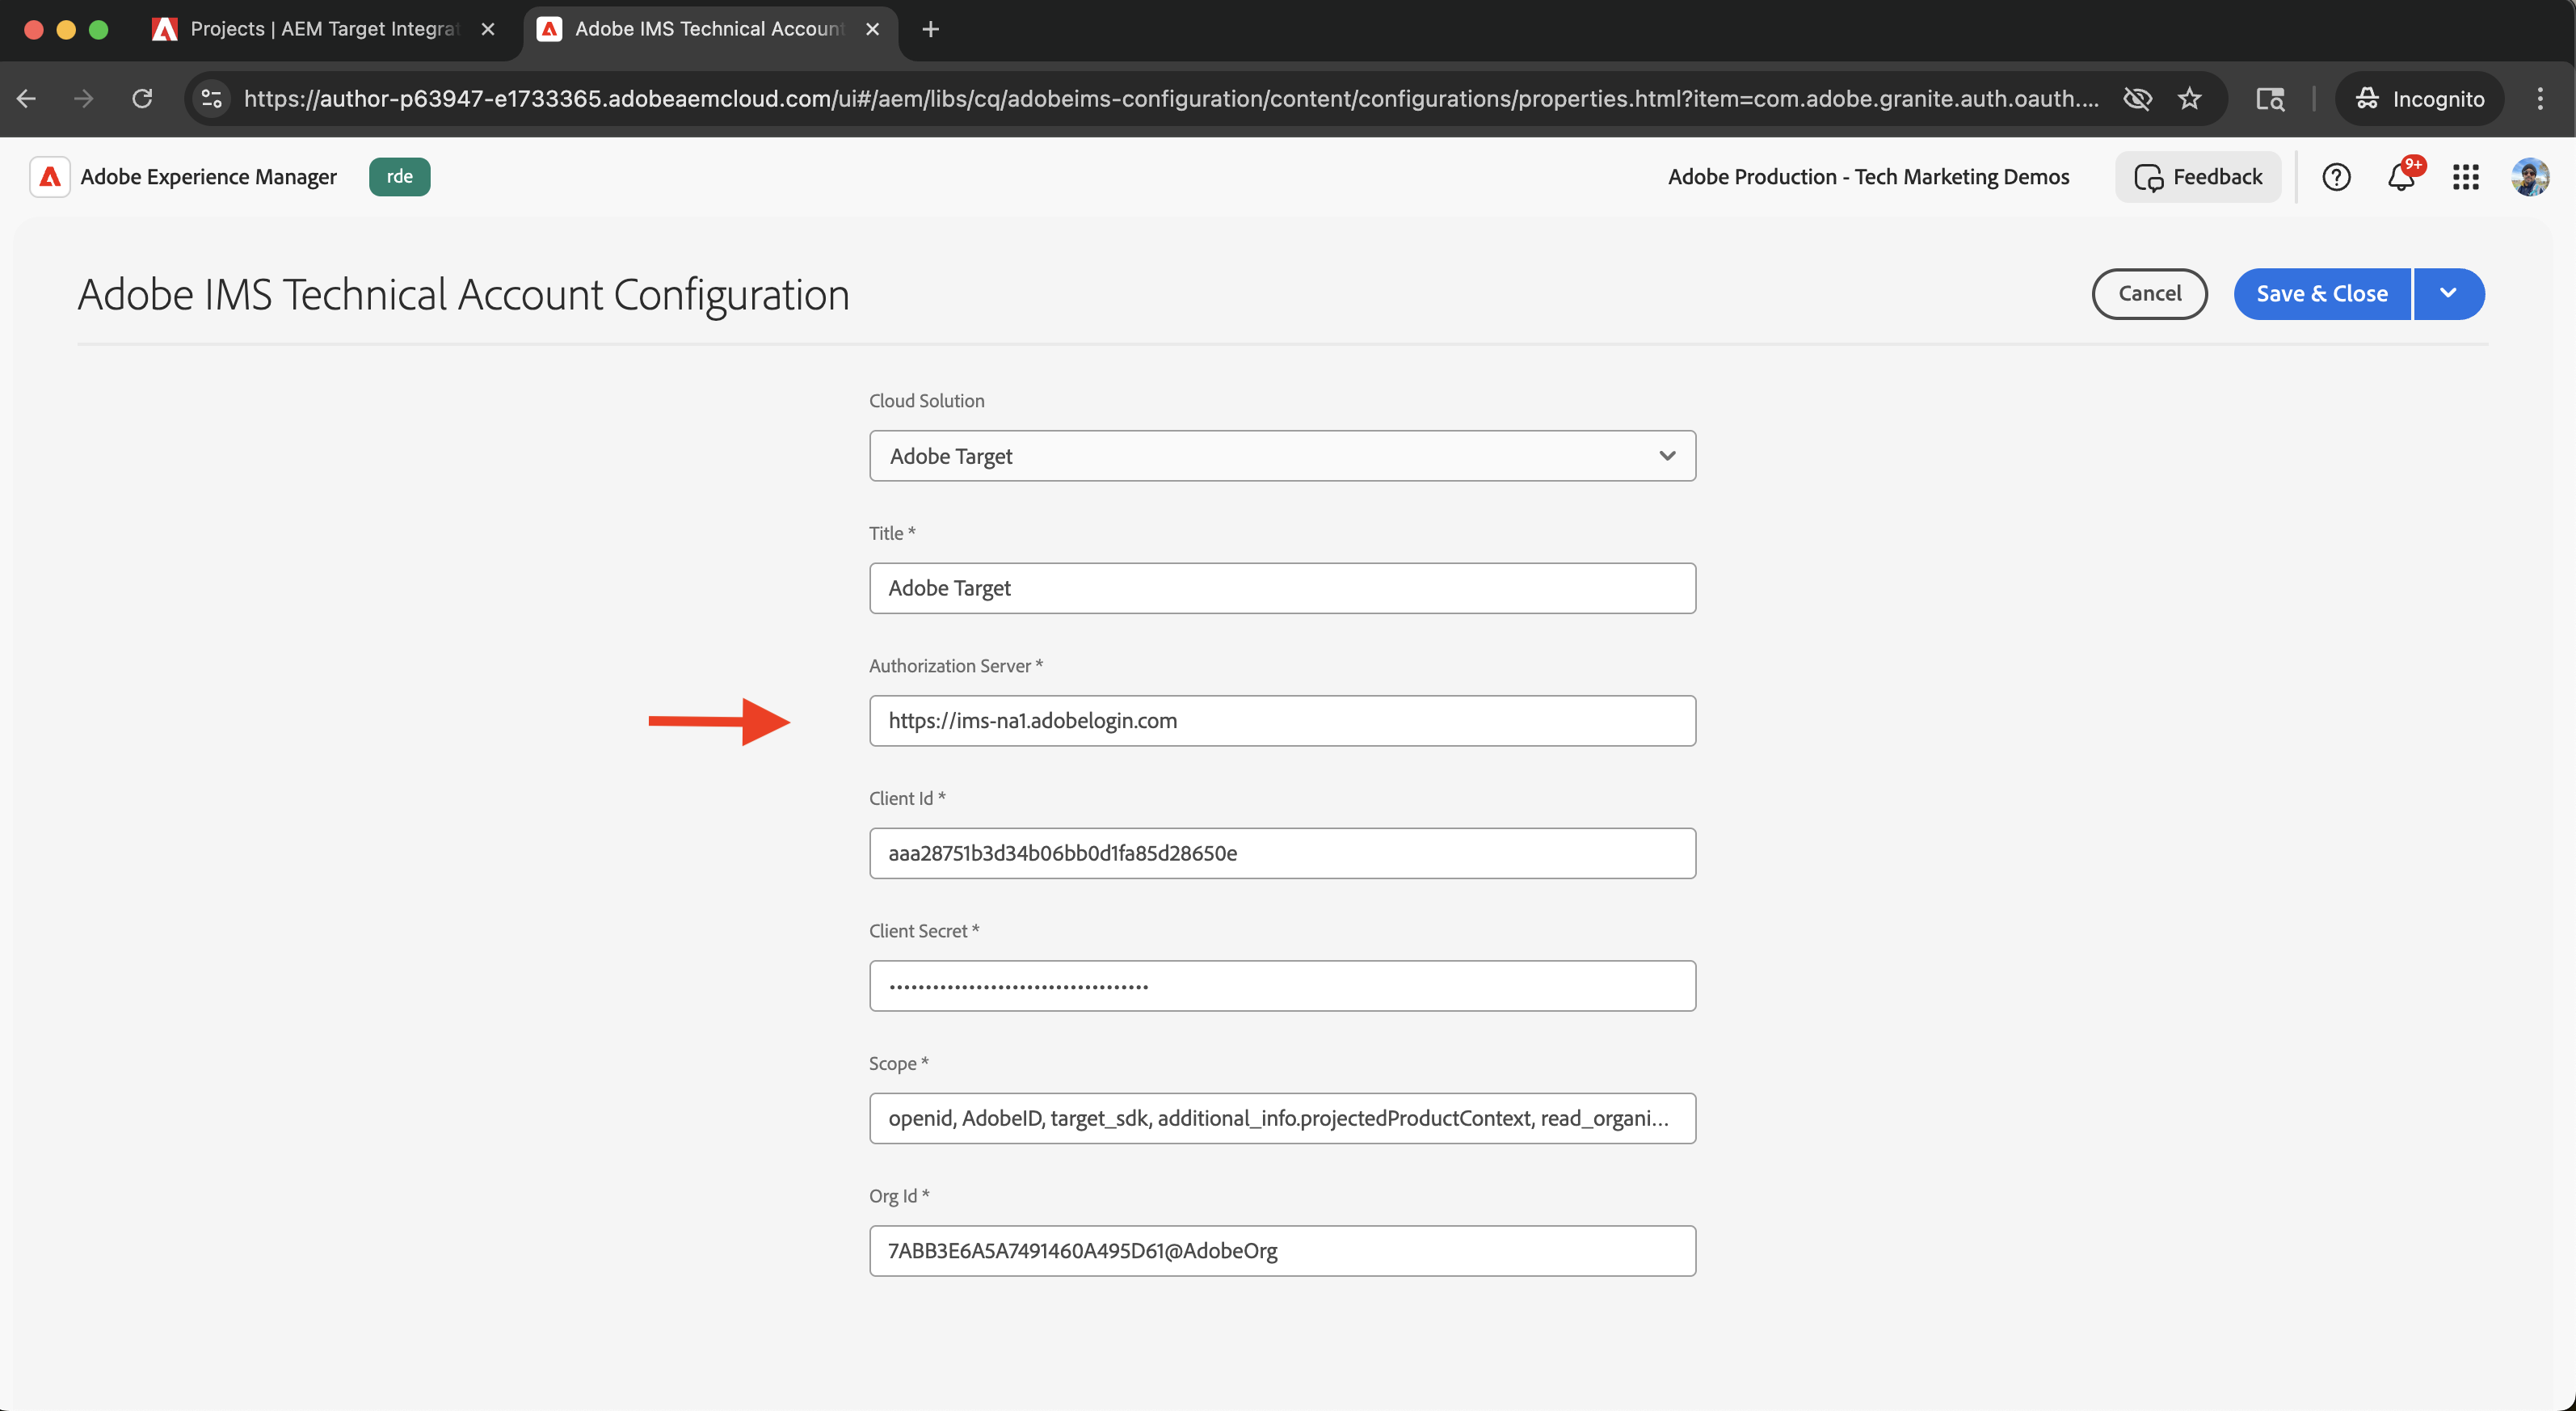 Projects | AEM Target Integrat
Adobe IMS Technical Account
https://author-p63947-e1733365.adobeaemcloud.com/ui#/aem/libs/cq/adobeims-configuration/content/configurations/properties.html?item=com.adobe.granite.auth.oauth....
Incognito
Adobe Experience Manager
rde
Adobe Production - Tech Marketing Demos
Feedback
9+
Adobe IMS Technical Account Configuration
Cancel
Save & Close
Cloud Solution
Adobe Target
Title *
Adobe Target
Authorization Server *
https://ims-na1.adobelogin.com
Client Id *
aaa28751b3d34b06bb0d1fa85d28650e
Client Secret *
••••••••••••••••••••••••••••••••••••
Scope *
openid, AdobeID, target_sdk, additional_info.projectedProductContext, read_organi...
Org Id *
7ABB3E6A5A7491460A495D61@AdobeOrg